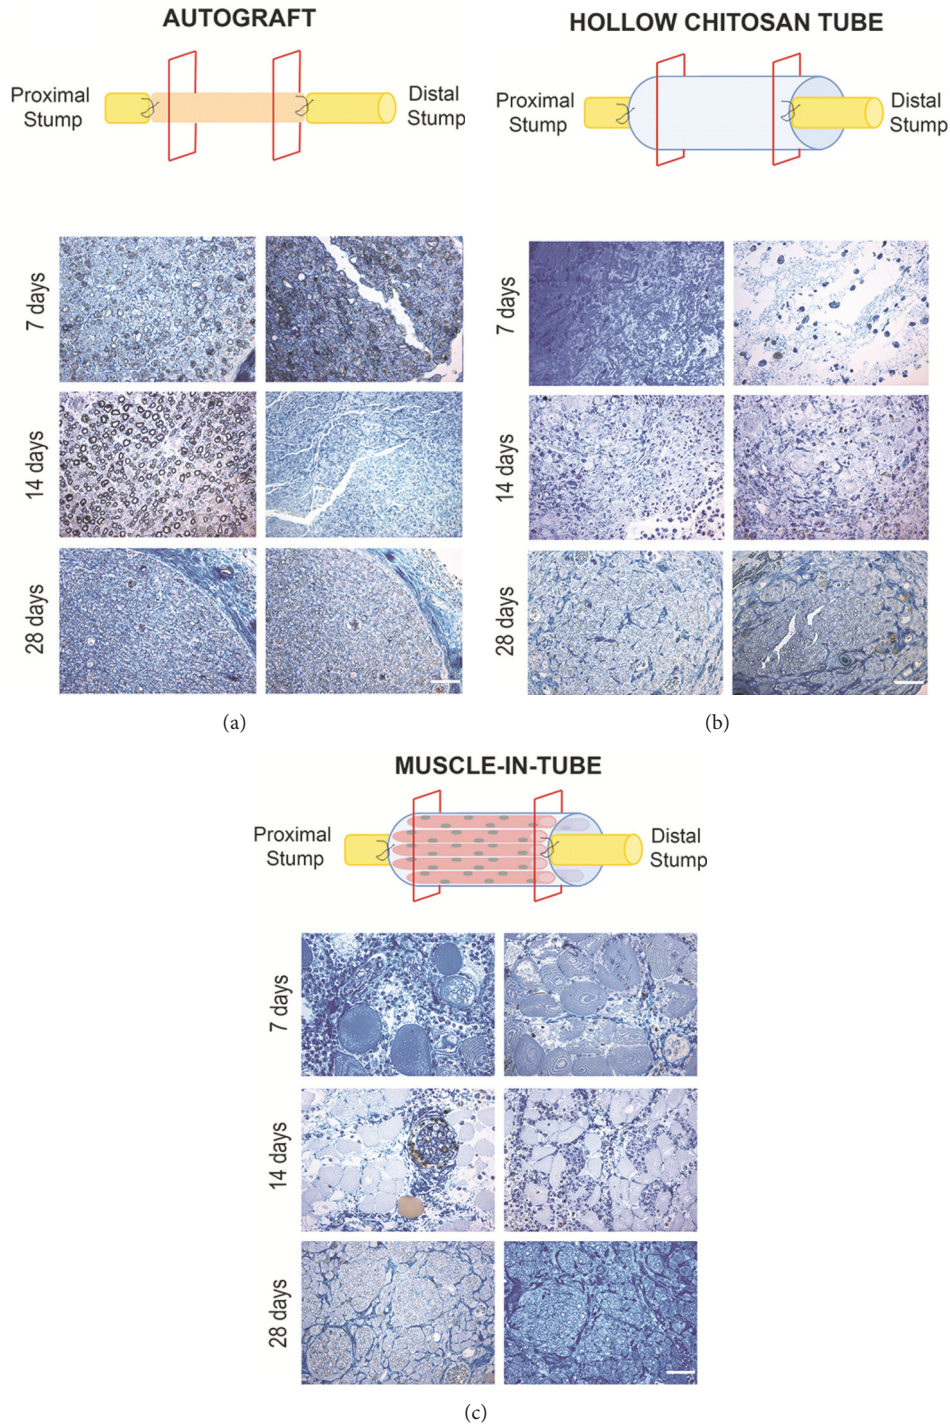 AUTOGRAFT
Proximal
Stump
Distal
Stump
7 days
14 days
28 days
(a)
HOLLOW CHITOSAN TUBE
Proximal
Stump
Distal
Stump
7 days
14 days
28 days
(b)
MUSCLE-IN-TUBE
Proximal
Stump
Distal
Stump
7 days
14 days
28 days
(c)